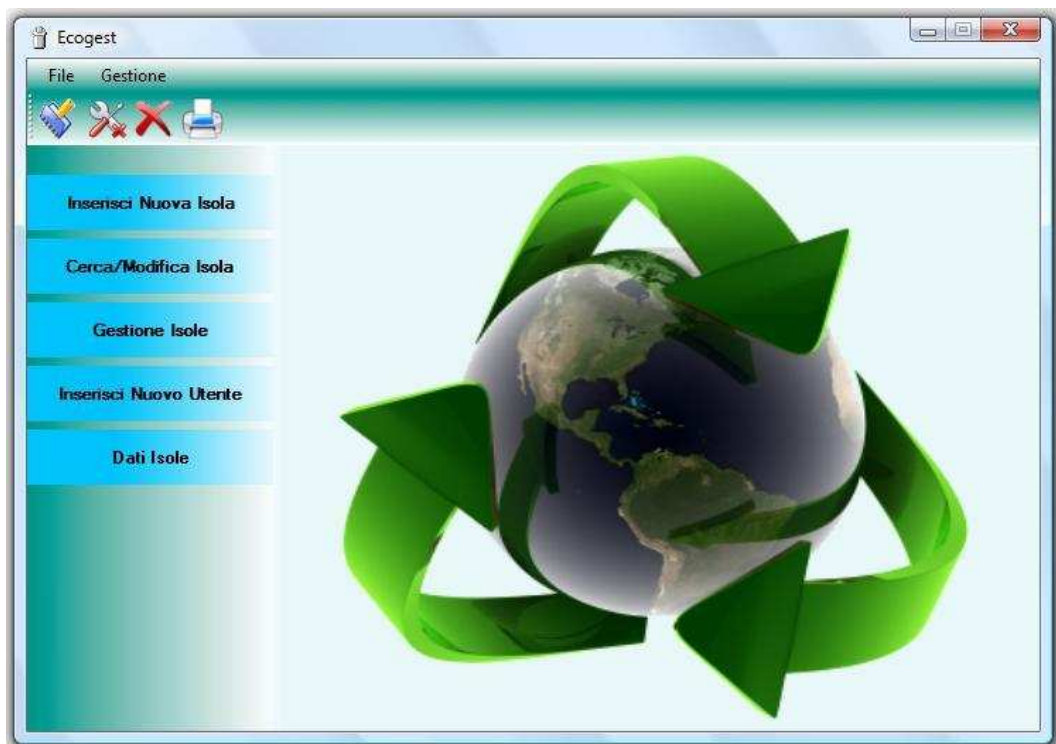 Ecogest
File Gestione
Inserisci Nuova Isola
Cerca/Modifica Isola
Gestione Isole
Inserisci Nuovo Utente
Dati Isole